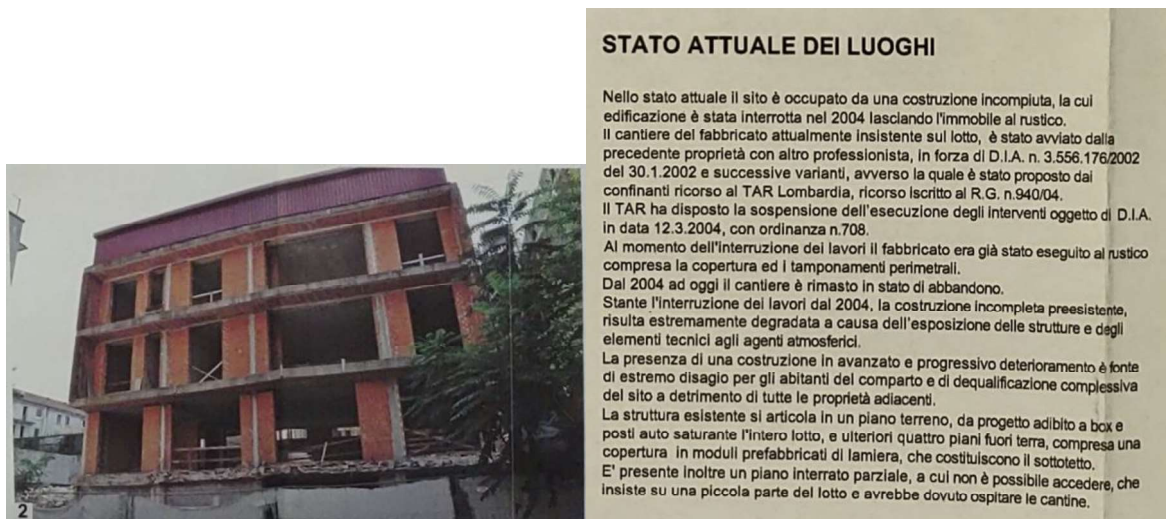 2
STATO ATTUALE DEI LUOGHI
Nello stato attuale il sito è occupato da una costruzione incompiuta, la cui
edificazione è stata interrotta nel 2004 lasciando l'immobile al rustico.
Il cantiere del fabbricato attualmente insistente sul lotto, è stato avviato dalla
precedente proprietà con altro professionista, in forza di D.I.A. n. 3.556.176/2002
del 30.1.2002 e successive varianti, avverso la quale è stato proposto dai
confinanti ricorso al TAR Lombardia, ricorso iscritto al R.G. n.940/04.
Il TAR ha disposto la sospensione dell'esecuzione degli interventi oggetto di D.I.A.
in data 12.3.2004, con ordinanza n.708.
Al momento dell'interruzione dei lavori il fabbricato era già stato eseguito al rustico
compresa la copertura ed i tamponamenti perimetrali.
Dal 2004 ad oggi il cantiere è rimasto in stato di abbandono.
Stante l'interruzione dei lavori dal 2004, la costruzione incompleta preesistente,
risulta estremamente degradata a causa dell'esposizione delle strutture e degli
elementi tecnici agli agenti atmosferici.
La presenza di una costruzione in avanzato e progressivo deterioramento è fonte
di estremo disagio per gli abitanti del comparto e di dequalificazione complessiva
del sito a detrimento di tutte le proprietà adiacenti.
La struttura esistente si articola in un piano terreno, da progetto adibito a box e
posti auto saturante l'intero lotto, e ulteriori quattro piani fuori terra, compresa una
copertura in moduli prefabbricati di lamiera, che costituiscono il sottotetto.
E' presente inoltre un piano interrato parziale, a cui non è possibile accedere, che
insiste su una piccola parte del lotto e avrebbe dovuto ospitare le cantine.